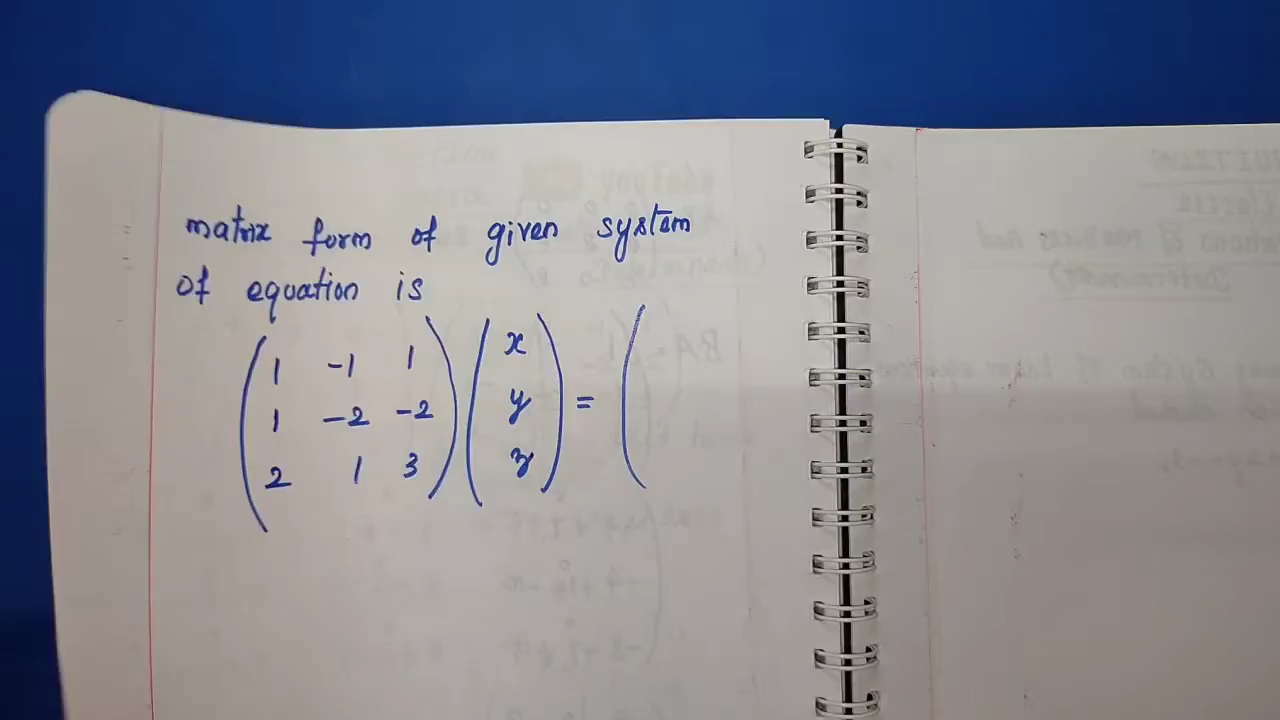 matrix form of given system
of equation is
( 1 -1 1 ) ( x ) = (
1 -2 -2 y
2 1 3 z